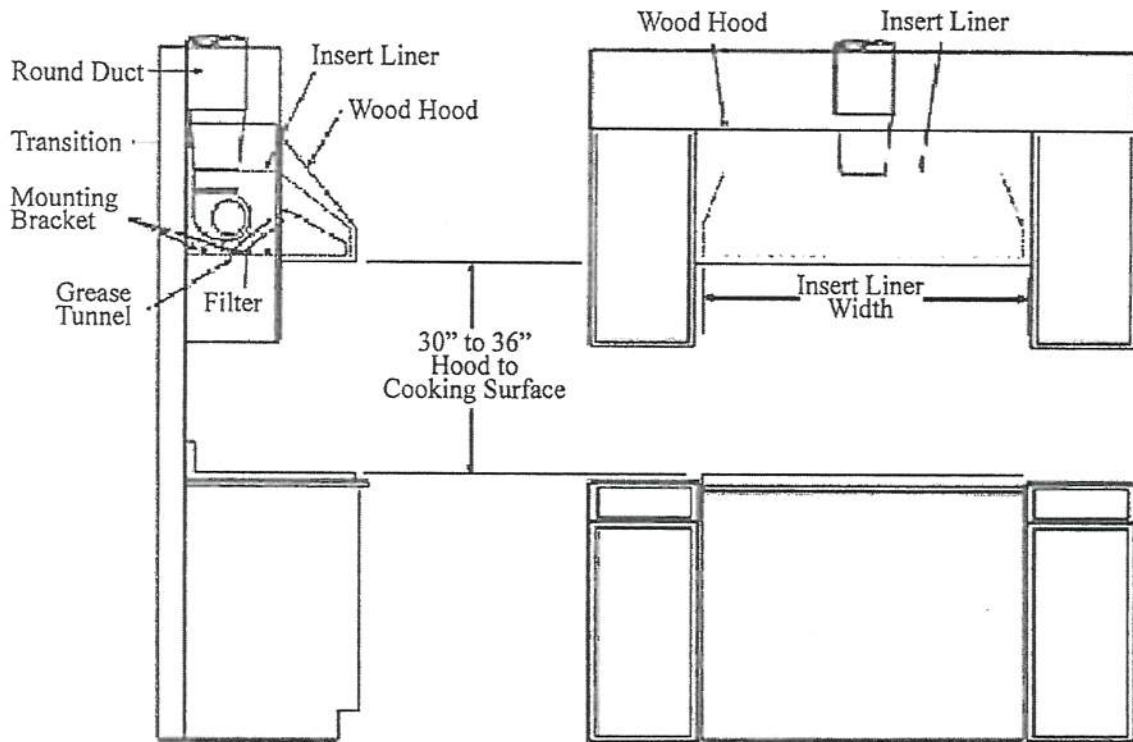 Wood Hood
Insert Liner
Insert Liner
Round Duct
Wood Hood
Transition
Mounting
Bracket
Grease
Tunnel
Filter
Insert Liner
Width
30” to 36”
Hood to
Cooking Surface